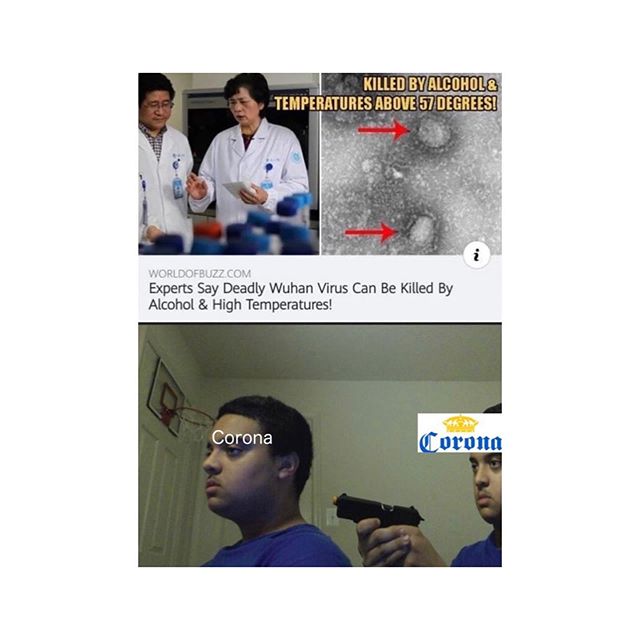 KILLED BY ALCOHOL &
TEMPERATURES ABOVE 57 DEGREES!
i
WORLDOFBUZZ.COM
Experts Say Deadly Wuhan Virus Can Be Killed By
Alcohol & High Temperatures!
Corona
Corona